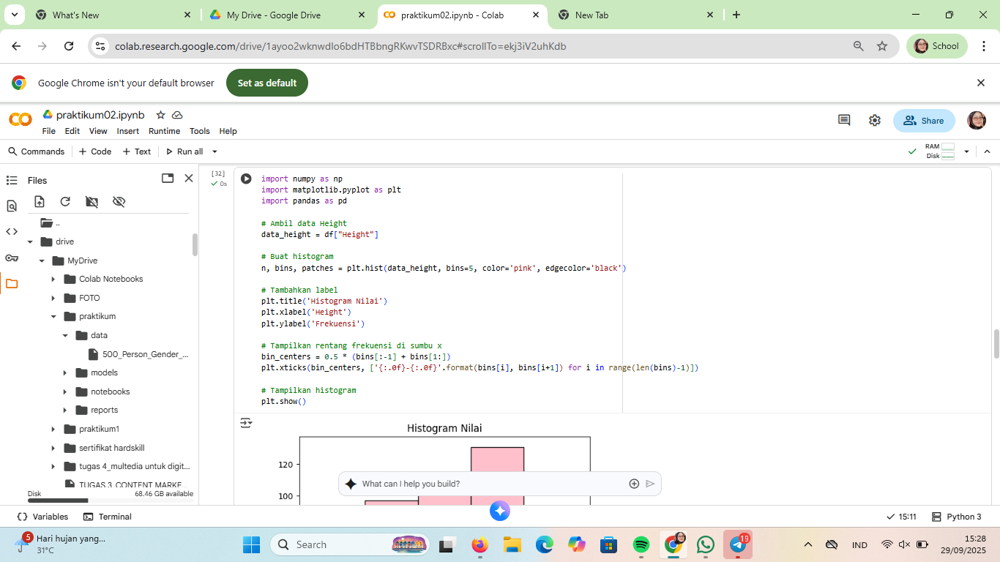 What's New
My Drive - Google Drive
praktikum02.ipynb - Colab
New Tab
colab.research.google.com/drive/1ayoo2wknwdIo6bdHTBbngRKwvTSDRBxc#scrollTo=ekj3iV2uhKdb
School
Google Chrome isn't your default browser
Set as default
praktikum02.ipynb
File Edit View Insert Runtime Tools Help
Share
Commands + Code + Text Run all
RAM
Disk
Files
..
drive
MyDrive
Colab Notebooks
FOTO
praktikum
data
500_Person_Gender_...
models
notebooks
reports
praktikum1
sertifikat hardskill
tugas 4_multedia untuk digit...
TUGAS 3_CONTENT MARKE...
Disk 68.46 GB available
[32]
0s
import numpy as np
import matplotlib.pyplot as plt
import pandas as pd
# Ambil data Height
data_height = df["Height"]
# Buat histogram
n, bins, patches = plt.hist(data_height, bins=5, color='pink', edgecolor='black')
# Tambahkan label
plt.title('Histogram Nilai')
plt.xlabel('Height')
plt.ylabel('Frekuensi')
# Tampilkan rentang frekuensi di sumbu x
bin_centers = 0.5 * (bins[:-1] + bins[1:])
plt.xticks(bin_centers, ['{:.0f}-{:.0f}'.format(bins[i], bins[i+1]) for i in range(len(bins)-1)])
# Tampilkan histogram
plt.show()
Histogram Nilai
120
100
What can I help you build?
Variables Terminal
15:11 Python 3
5
Hari hujan yang...
31°C
Search
19
IND
15:28
29/09/2025